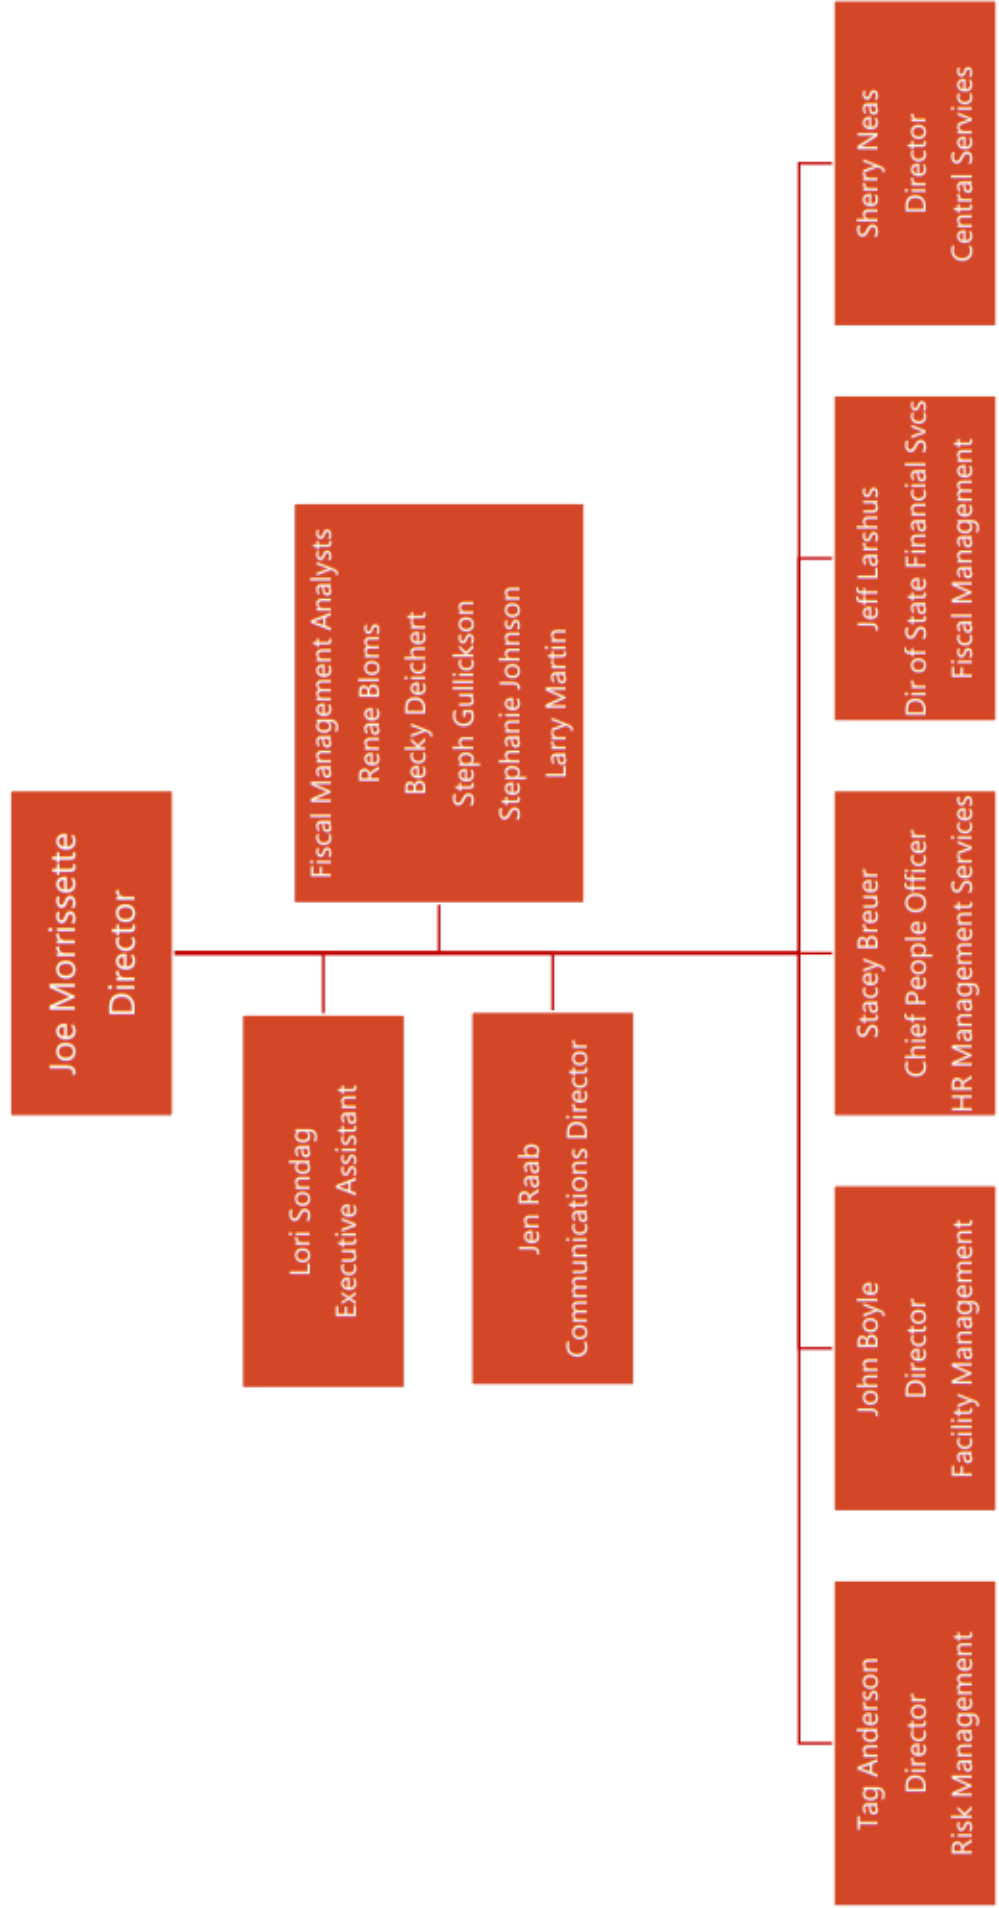 Joe Morrissette
Director
Lori Sondag
Executive Assistant
Fiscal Management Analysts
Renae Bloms
Becky Deichert
Steph Gullickson
Stephanie Johnson
Larry Martin
Jen Raab
Communications Director
Tag Anderson
Director
Risk Management
John Boyle
Director
Facility Management
Stacey Breuer
Chief People Officer
HR Management Services
Jeff Larshus
Dir of State Financial Svcs
Fiscal Management
Sherry Neas
Director
Central Services